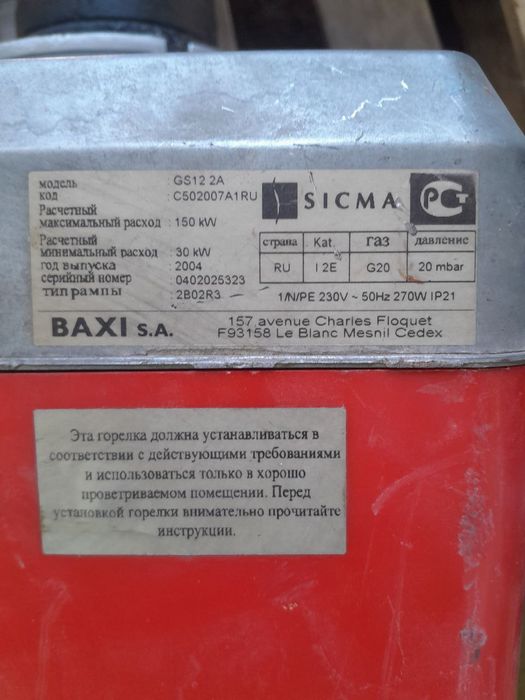 модель : GS12 2A
код : C502007A1RU
Расчетный
максимальный расход : 150 kW
Расчетный
минимальный расход : 30 kW
год выпуска : 2004
серийный номер : 0402025323
тип рампы : 2B02R3
SICMA
РСТ
страна Kat. газ давление
RU I 2E G20 20 mbar
1/N/PE 230V ~ 50Hz 270W IP21
BAXI S.A.
157,avenue Charles Floquet
F93158 Le Blanc Mesnil Cedex
Эта горелка должна устанавливаться в
соответствии с действующими требованиями
и использоваться только в хорошо
проветриваемом помещении. Перед
установкой горелки внимательно прочитайте
инструкции.